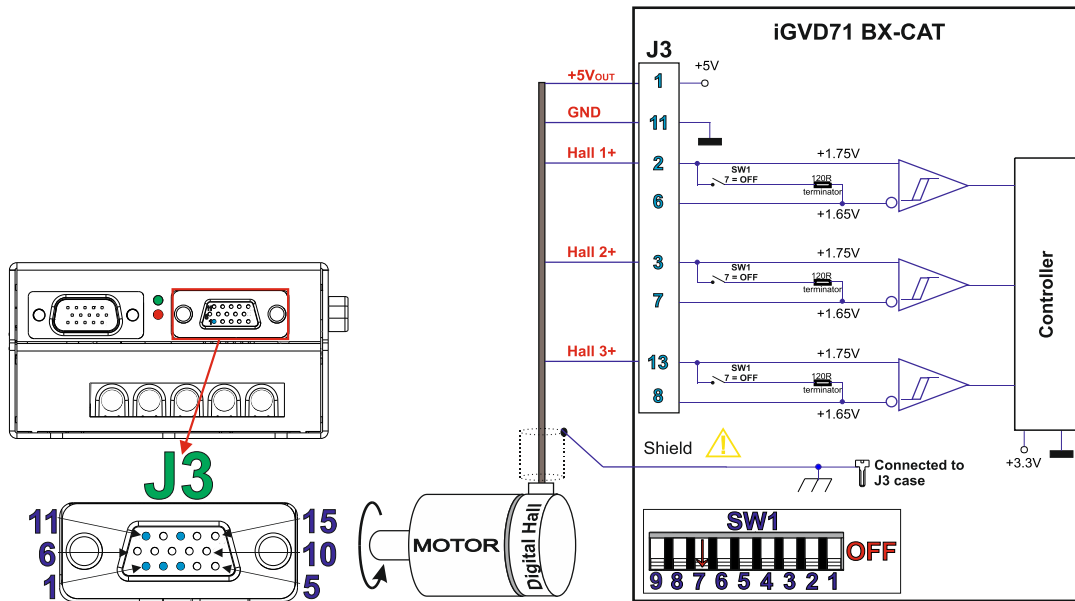 iGVD71 BX-CAT
J3
+5VOUT
1
+5V
GND
11
Hall 1+
2
+1.75V
SW1
7 = OFF
120R
terminator
6
+1.65V
Hall 2+
3
+1.75V
SW1
7 = OFF
120R
terminator
7
+1.65V
Hall 3+
13
+1.75V
SW1
7 = OFF
120R
terminator
8
+1.65V
Controller
+3.3V
Shield
Connected to
J3 case
J3
11
15
6
10
1
5
MOTOR
Digital Hall
SW1
OFF
9 8 7 6 5 4 3 2 1